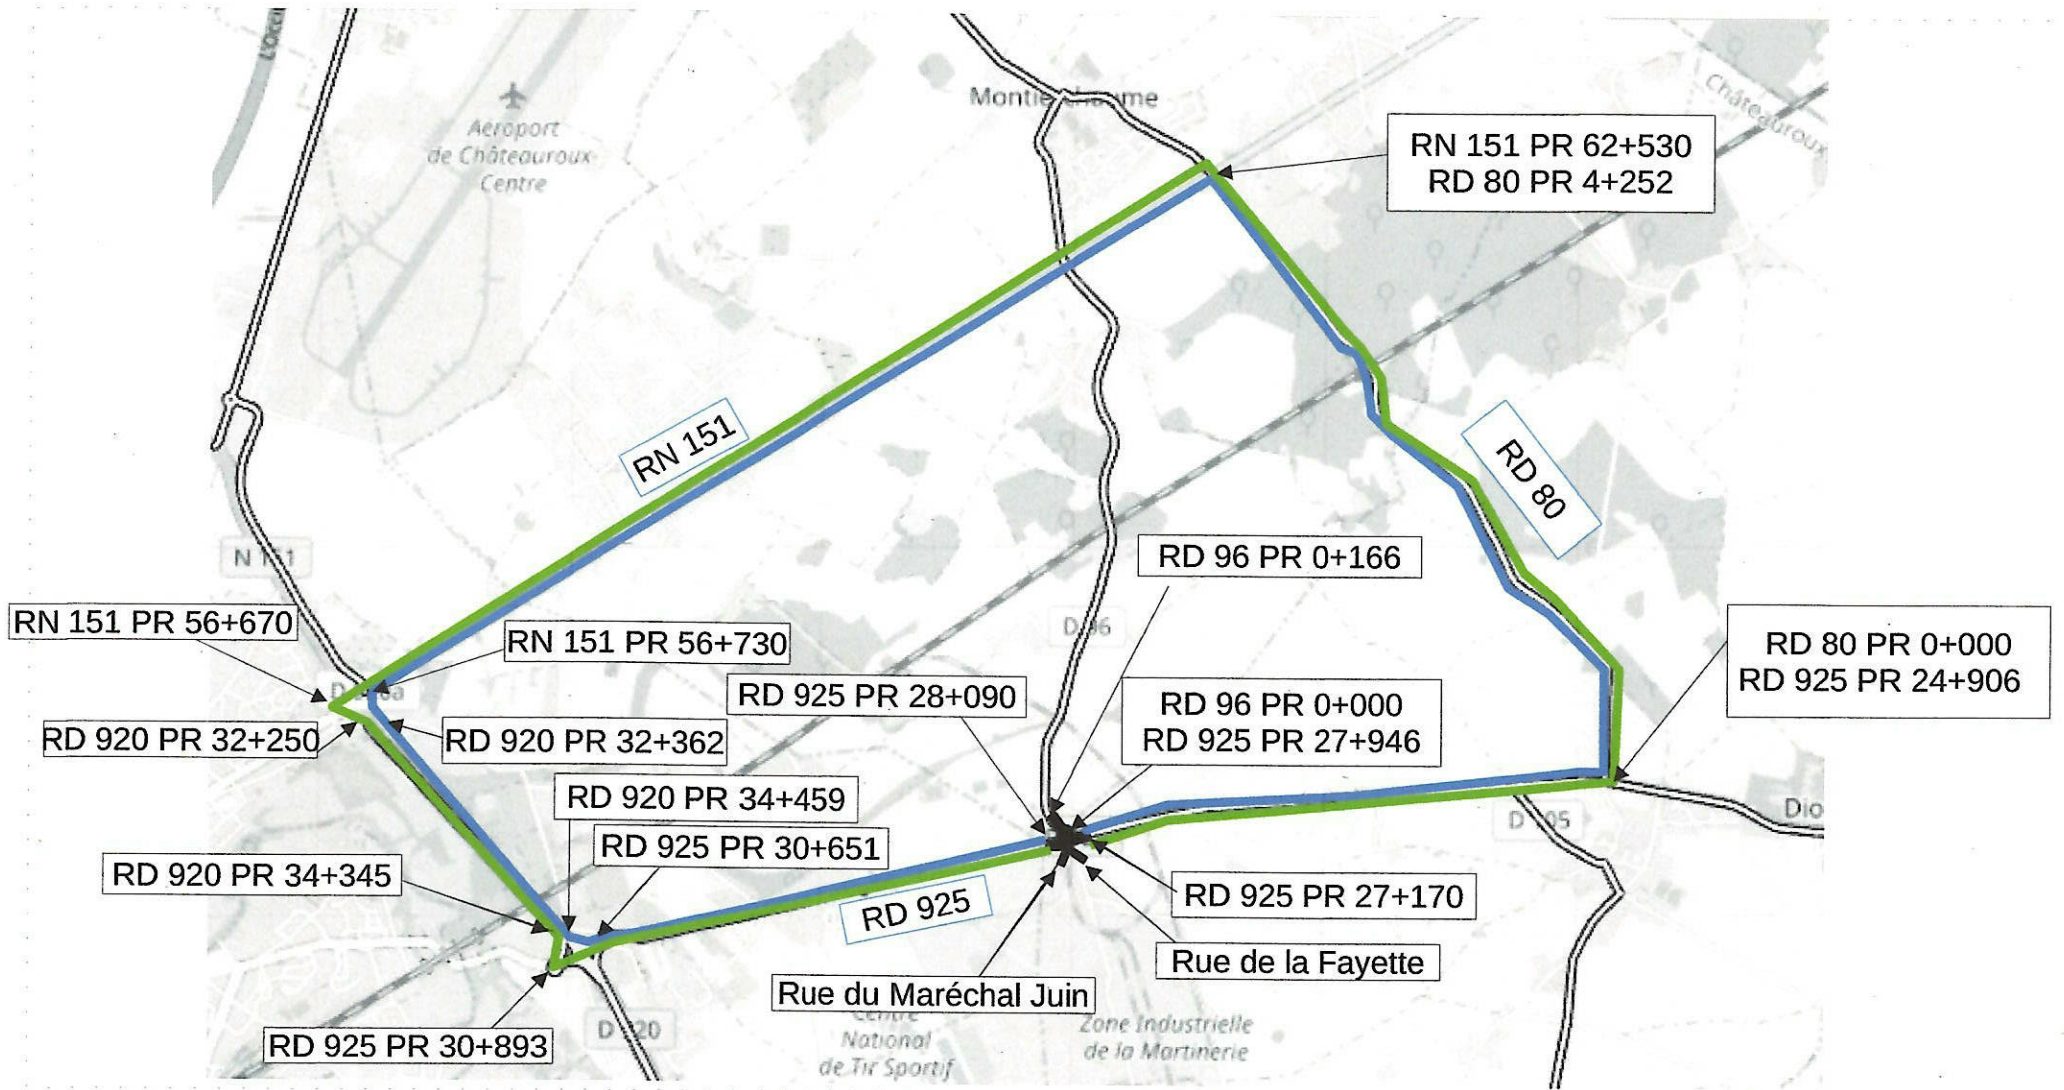 Aéroport
de Châteauroux
Centre
Châteauroux
RN 151 PR 62+530
RD 80 PR 4+252
RN 151
RD 80
RD 96 PR 0+166
RN 151 PR 56+670
RN 151 PR 56+730
RD 80 PR 0+000
RD 925 PR 24+906
RD 925 PR 28+090
RD 96 PR 0+000
RD 925 PR 27+946
RD 920 PR 32+250
RD 920 PR 32+362
RD 920 PR 34+459
RD 925 PR 30+651
RD 920 PR 34+345
RD 925
RD 925 PR 27+170
Rue de la Fayette
Rue du Maréchal Juin
RD 925 PR 30+893
Centre
National
de Tir Sportif
Zone Industrielle
de la Martinerie
Dio